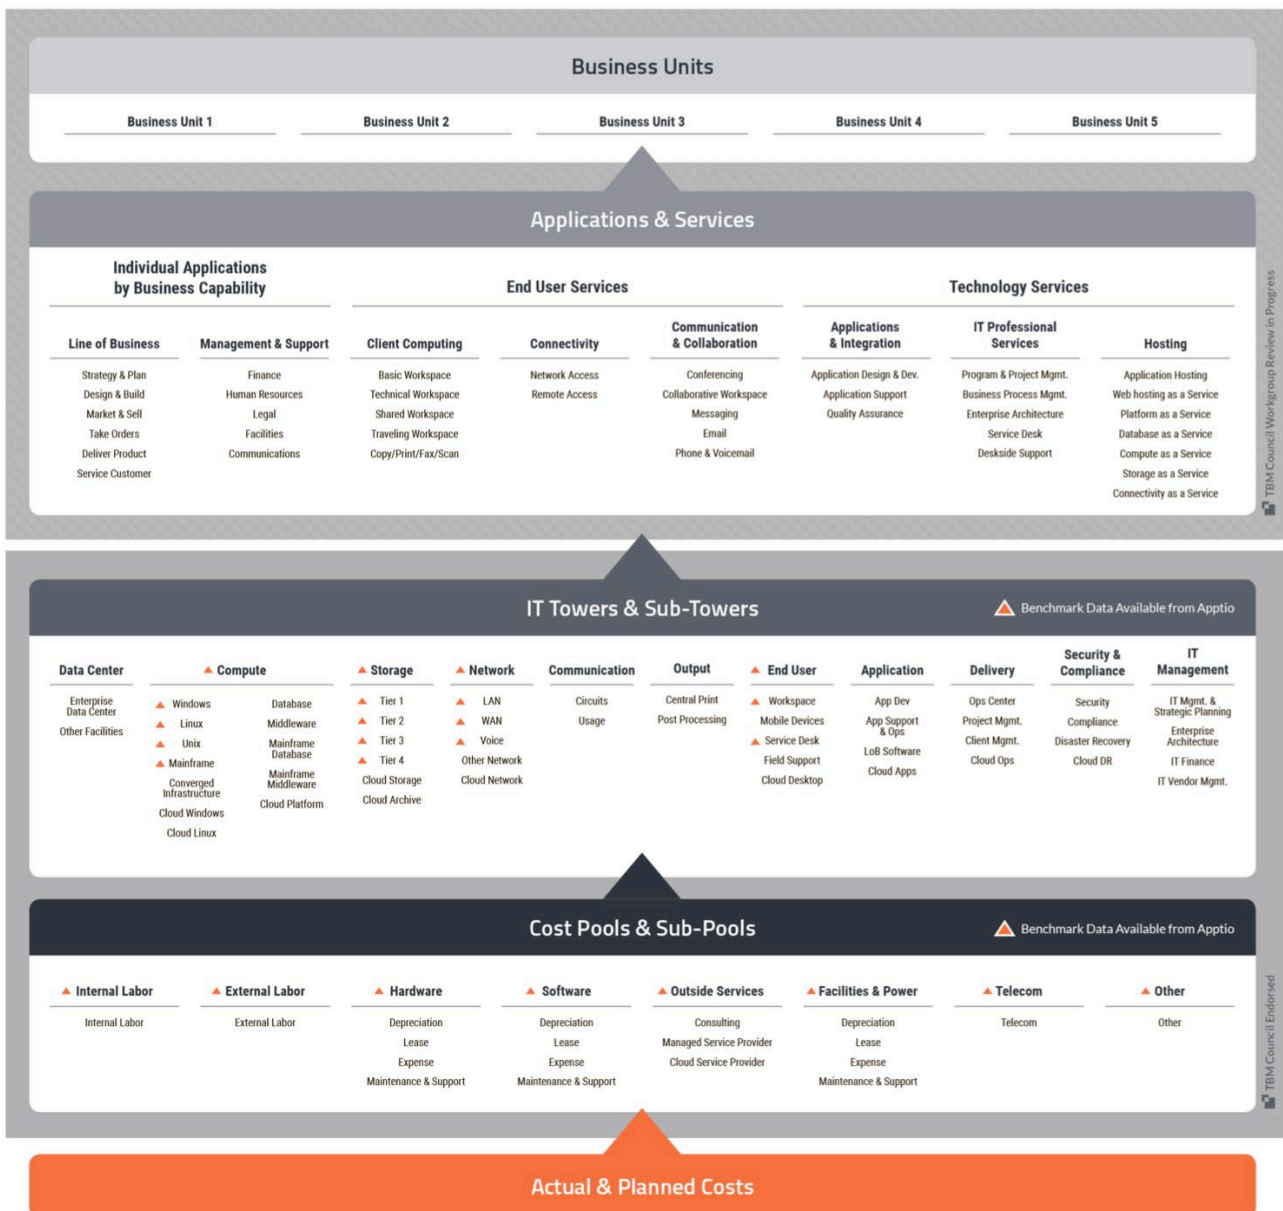 Business Units
Business Unit 1
Business Unit 2
Business Unit 3
Business Unit 4
Business Unit 5
Applications & Services
Individual Applications
by Business Capability
End User Services
Technology Services
Line of Business
Strategy & Plan
Design & Build
Market & Sell
Take Orders
Deliver Product
Service Customer
Management & Support
Finance
Human Resources
Legal
Facilities
Communications
Client Computing
Basic Workspace
Technical Workspace
Shared Workspace
Traveling Workspace
Copy/Print/Fax/Scan
Connectivity
Network Access
Remote Access
Communication
& Collaboration
Conferencing
Collaborative Workspace
Messaging
Email
Phone & Voicemail
Applications
& Integration
Application Design & Dev.
Application Support
Quality Assurance
IT Professional
Services
Program & Project Mgmt.
Business Process Mgmt.
Enterprise Architecture
Service Desk
Deskside Support
Hosting
Application Hosting
Web hosting as a Service
Platform as a Service
Database as a Service
Compute as a Service
Storage as a Service
Connectivity as a Service
TBM Council Workgroup Review in Progress
IT Towers & Sub-Towers
Benchmark Data Available from Apptio
Data Center
Enterprise
Data Center
Other Facilities
Compute
Windows
Linux
Unix
Mainframe
Converged
Infrastructure
Cloud Windows
Cloud Linux
Database
Middleware
Mainframe
Database
Mainframe
Middleware
Cloud Platform
Storage
Tier 1
Tier 2
Tier 3
Tier 4
Cloud Storage
Cloud Archive
Network
LAN
WAN
Voice
Other Network
Cloud Network
Communication
Circuits
Usage
Output
Central Print
Post Processing
End User
Workspace
Mobile Devices
Service Desk
Field Support
Cloud Desktop
Application
App Dev
App Support
& Ops
LoB Software
Cloud Apps
Delivery
Ops Center
Project Mgmt.
Client Mgmt.
Cloud Ops
Security &
Compliance
Security
Compliance
Disaster Recovery
Cloud DR
IT
Management
IT Mgmt. &
Strategic Planning
Enterprise
Architecture
IT Finance
IT Vendor Mgmt.
Cost Pools & Sub-Pools
Benchmark Data Available from Apptio
Internal Labor
Internal Labor
External Labor
External Labor
Hardware
Depreciation
Lease
Expense
Maintenance & Support
Software
Depreciation
Lease
Expense
Maintenance & Support
Outside Services
Consulting
Managed Service Provider
Cloud Service Provider
Facilities & Power
Depreciation
Lease
Expense
Maintenance & Support
Telecom
Telecom
Other
Other
TBM Council Endorsed
Actual & Planned Costs